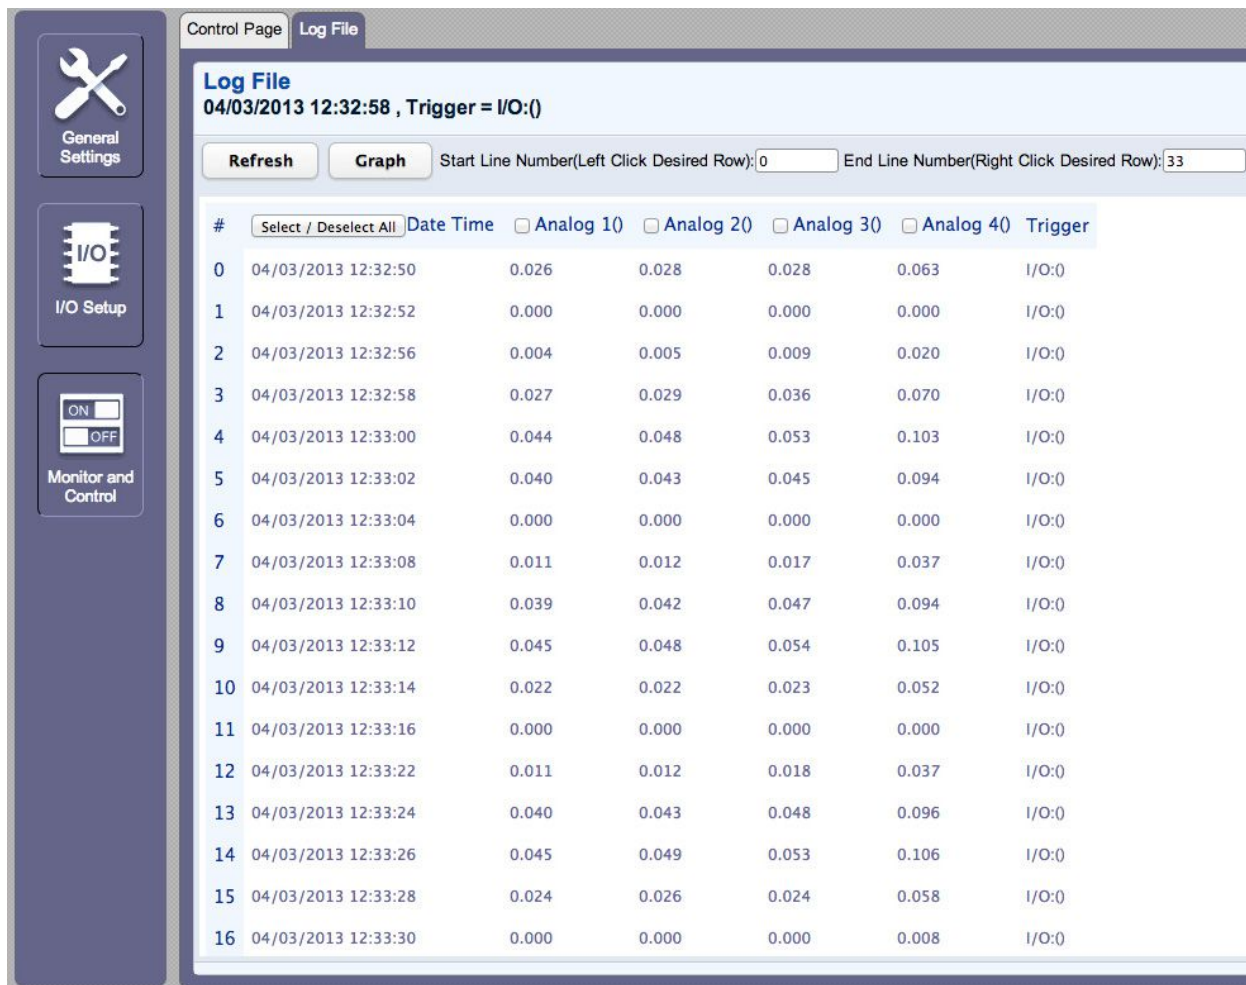 Control Page Log File
General
Settings
I/O
I/O Setup
ON
OFF
Monitor and
Control
Log File
04/03/2013 12:32:58 , Trigger = I/O:()
Refresh Graph Start Line Number(Left Click Desired Row): 0 End Line Number(Right Click Desired Row): 33
# Select / Deselect All Date Time Analog 1() Analog 2() Analog 3() Analog 4() Trigger
0 04/03/2013 12:32:50 0.026 0.028 0.028 0.063 I/O:()
1 04/03/2013 12:32:52 0.000 0.000 0.000 0.000 I/O:()
2 04/03/2013 12:32:56 0.004 0.005 0.009 0.020 I/O:()
3 04/03/2013 12:32:58 0.027 0.029 0.036 0.070 I/O:()
4 04/03/2013 12:33:00 0.044 0.048 0.053 0.103 I/O:()
5 04/03/2013 12:33:02 0.040 0.043 0.045 0.094 I/O:()
6 04/03/2013 12:33:04 0.000 0.000 0.000 0.000 I/O:()
7 04/03/2013 12:33:08 0.011 0.012 0.017 0.037 I/O:()
8 04/03/2013 12:33:10 0.039 0.042 0.047 0.094 I/O:()
9 04/03/2013 12:33:12 0.045 0.048 0.054 0.105 I/O:()
10 04/03/2013 12:33:14 0.022 0.022 0.023 0.052 I/O:()
11 04/03/2013 12:33:16 0.000 0.000 0.000 0.000 I/O:()
12 04/03/2013 12:33:22 0.011 0.012 0.018 0.037 I/O:()
13 04/03/2013 12:33:24 0.040 0.043 0.048 0.096 I/O:()
14 04/03/2013 12:33:26 0.045 0.049 0.053 0.106 I/O:()
15 04/03/2013 12:33:28 0.024 0.026 0.024 0.058 I/O:()
16 04/03/2013 12:33:30 0.000 0.000 0.000 0.008 I/O:()